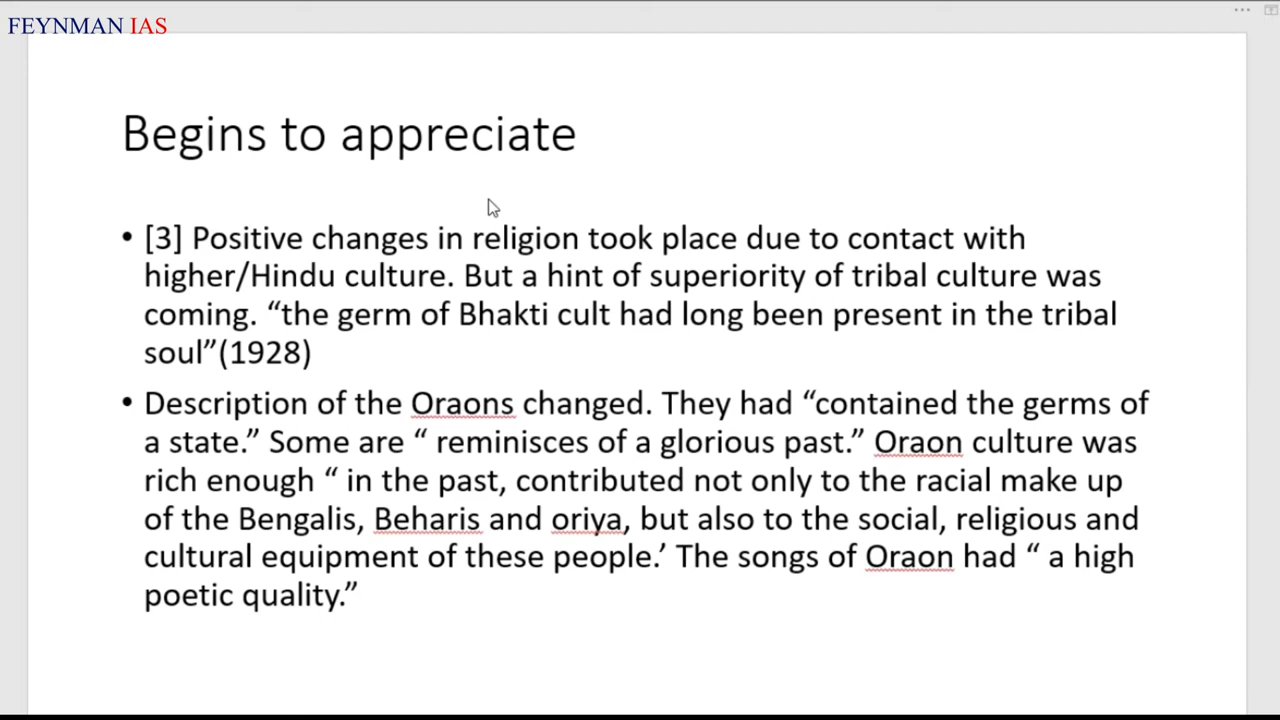 FEYNMAN IAS
Begins to appreciate
• [3] Positive changes in religion took place due to contact with
higher/Hindu culture. But a hint of superiority of tribal culture was
coming. “the germ of Bhakti cult had long been present in the tribal
soul”(1928)
• Description of the Oraons changed. They had “contained the germs of
a state.” Some are “ reminisces of a glorious past.” Oraon culture was
rich enough “ in the past, contributed not only to the racial make up
of the Bengalis, Beharis and oriya, but also to the social, religious and
cultural equipment of these people.’ The songs of Oraon had “ a high
poetic quality.”